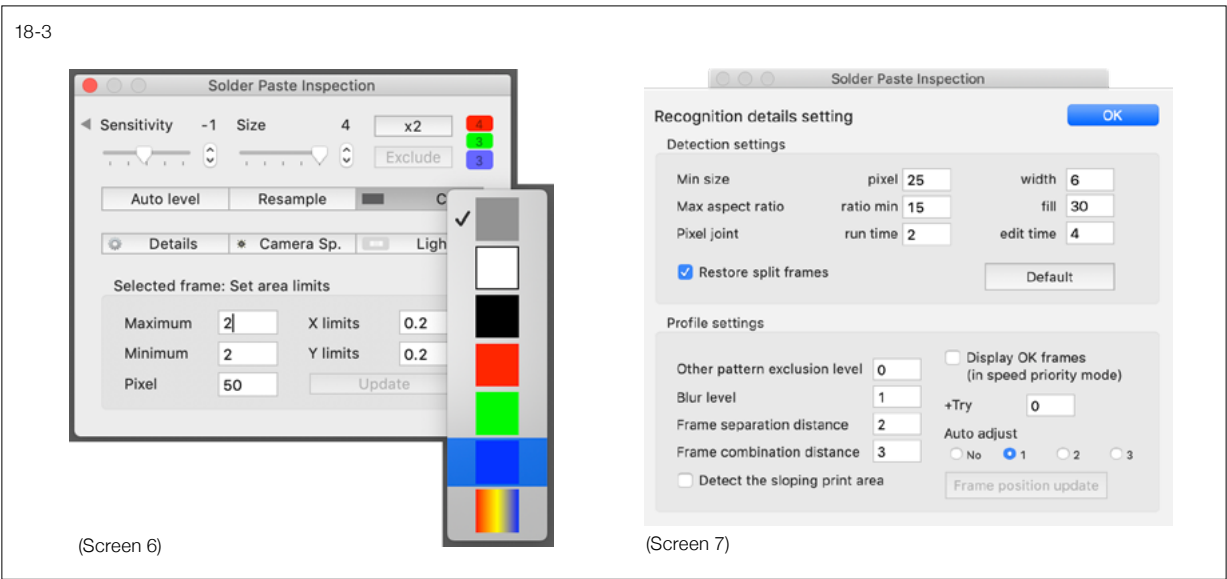 18-3
Solder Paste Inspection
Sensitivity -1 Size 4 x2 4
3
Exclude 3
Auto level Resample C
Details Camera Sp. Ligh
Selected frame: Set area limits
Maximum 2 X limits 0.2
Minimum 2 Y limits 0.2
Pixel 50 Update
(Screen 6)
Solder Paste Inspection
Recognition details setting OK
Detection settings
Min size pixel 25 width 6
Max aspect ratio ratio min 15 fill 30
Pixel joint run time 2 edit time 4
Restore split frames Default
Profile settings
Other pattern exclusion level 0
Display OK frames
(in speed priority mode)
Blur level 1
+Try 0
Frame separation distance 2
Auto adjust
Frame combination distance 3
No 1 2 3
Detect the sloping print area
Frame position update
(Screen 7)